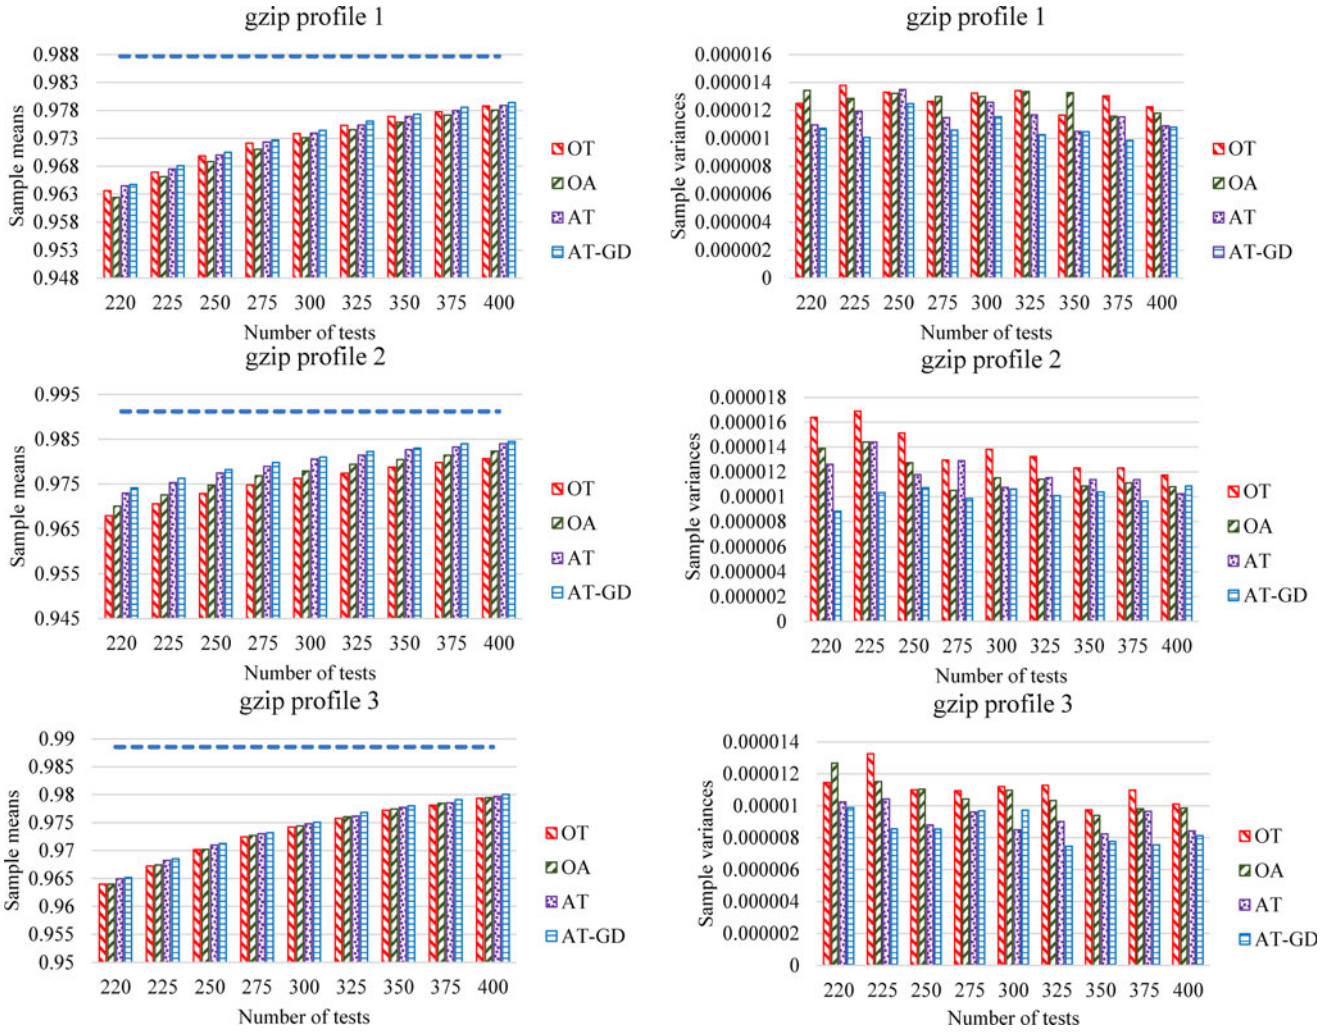 gzip profile 1
Sample means
0.988
0.983
0.978
0.973
0.968
0.963
0.958
0.953
0.948
220 225 250 275 300 325 350 375 400
Number of tests
OT
OA
AT
AT-GD
gzip profile 1
Sample variances
0.000016
0.000014
0.000012
0.00001
0.000008
0.000006
0.000004
0.000002
0
220 225 250 275 300 325 350 375 400
Number of tests
OT
OA
AT
AT-GD
gzip profile 2
Sample means
0.995
0.985
0.975
0.965
0.955
0.945
220 225 250 275 300 325 350 375 400
Number of tests
OT
OA
AT
AT-GD
gzip profile 2
Sample variances
0.000018
0.000016
0.000014
0.000012
0.00001
0.000008
0.000006
0.000004
0.000002
0
220 225 250 275 300 325 350 375 400
Number of tests
OT
OA
AT
AT-GD
gzip profile 3
Sample means
0.99
0.985
0.98
0.975
0.97
0.965
0.96
0.955
0.95
220 225 250 275 300 325 350 375 400
Number of tests
OT
OA
AT
AT-GD
gzip profile 3
Sample variances
0.000014
0.000012
0.00001
0.000008
0.000006
0.000004
0.000002
0
220 225 250 275 300 325 350 375 400
Number of tests
OT
OA
AT
AT-GD